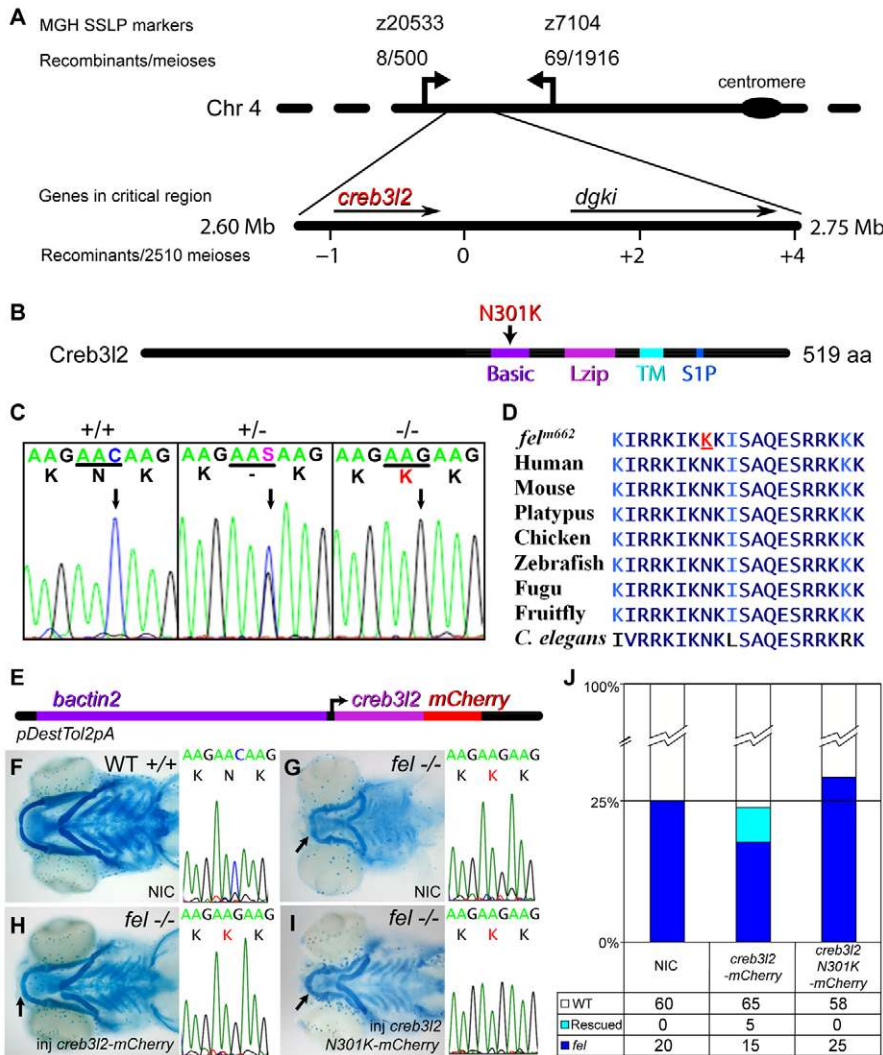 A
MGH SSLP markers
z20533
z7104
Recombinants/meioses
8/500
69/1916
centromere
Chr 4
Genes in critical region
creb3l2
dgki
2.60 Mb
2.75 Mb
Recominants/2510 meioses
−1
0
+2
+4
B
N301K
Creb3l2
519 aa
Basic
Lzip
TM
S1P
C
+/+
+/-
-/-
AAGAACAAG
AAGAASAAG
AAGAAGAAG
K N K
K - K
K K K
D
fel m662 KIRRKIKKKISAQESRRKKK
Human KIRRKIKNKISAQESRRKKK
Mouse KIRRKIKNKISAQESRRKKK
Platypus KIRRKIKNKISAQESRRKKK
Chicken KIRRKIKNKISAQESRRKKK
Zebrafish KIRRKIKNKISAQESRRKKK
Fugu KIRRKIKNKISAQESRRKKK
Fruitfly KIRRKIKNKISAQESRRKKK
C. elegans IVRRKIKNKLSAQESRRKRK
E
bactin2
creb3l2
mCherry
pDestTol2pA
F
WT +/+
NIC
AAGAACAAG
K N K
G
fel -/-
NIC
AAGAAGAAG
K K K
H
fel -/-
inj creb3l2-mCherry
AAGAAGAAG
K K K
I
fel -/-
inj creb3l2
N301K-mCherry
AAGAAGAAG
K K K
J
100%
25%
0%
NIC
creb3l2
-mCherry
creb3l2
N301K
-mCherry
WT 60 65 58
Rescued 0 5 0
fel 20 15 25